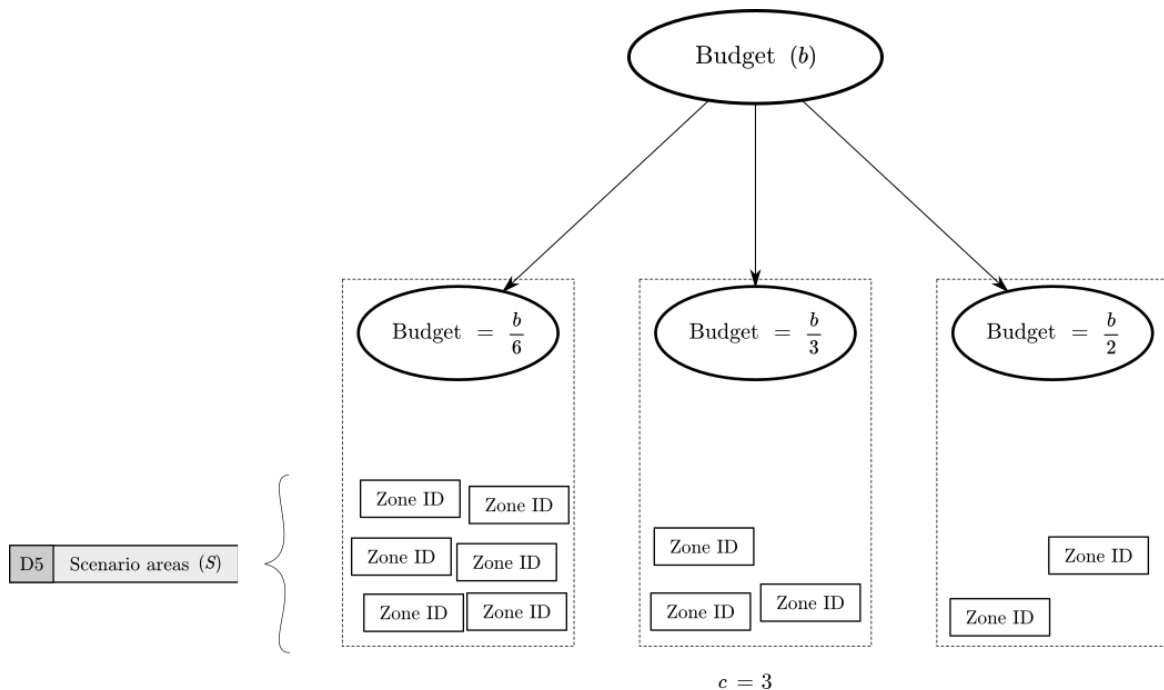 Budget (b)
Budget = b/6
Budget = b/3
Budget = b/2
Zone ID
Zone ID
Zone ID
Zone ID
Zone ID
Zone ID
Zone ID
Zone ID
Zone ID
Zone ID
Zone ID
D5 Scenario areas (S)
c = 3